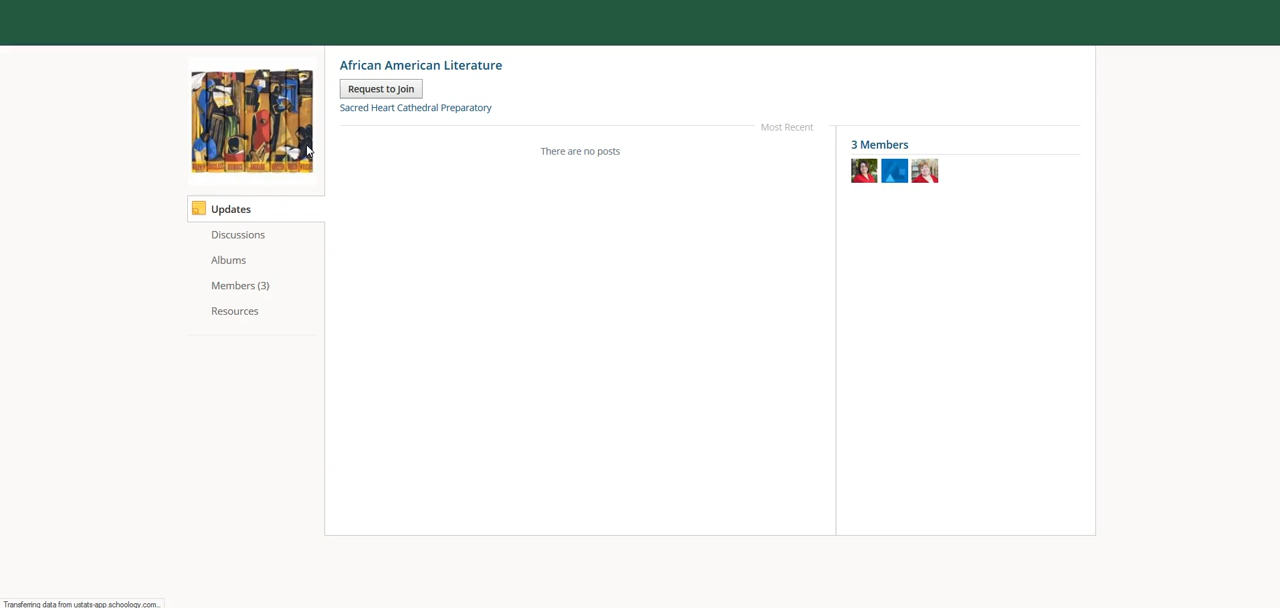 African American Literature
Request to Join
Sacred Heart Cathedral Preparatory
Most Recent
There are no posts
3 Members
Updates
Discussions
Albums
Members (3)
Resources
Transferring data from ustats-app.schoology.com...